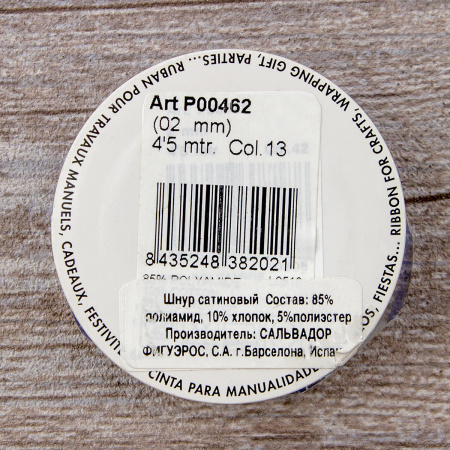 RIBBON FOR CRAFTS, WRAPPING GIFT, PARTIES...
RUBAN POUR TRAVAUX MANUELS, CADEAUX,
CINTA PARA
FIESTAS...
Art P00462
(02 mm)
4'5 mtr. Col.13
8 435248 382021
85% POLYAMIDE
Шнур сатиновый Состав: 85%
полиамид, 10% хлопок, 5%полиэстер
Производитель: САЛЬВАДОР
ФИГУЭРОС, С.А. г.Барселона,